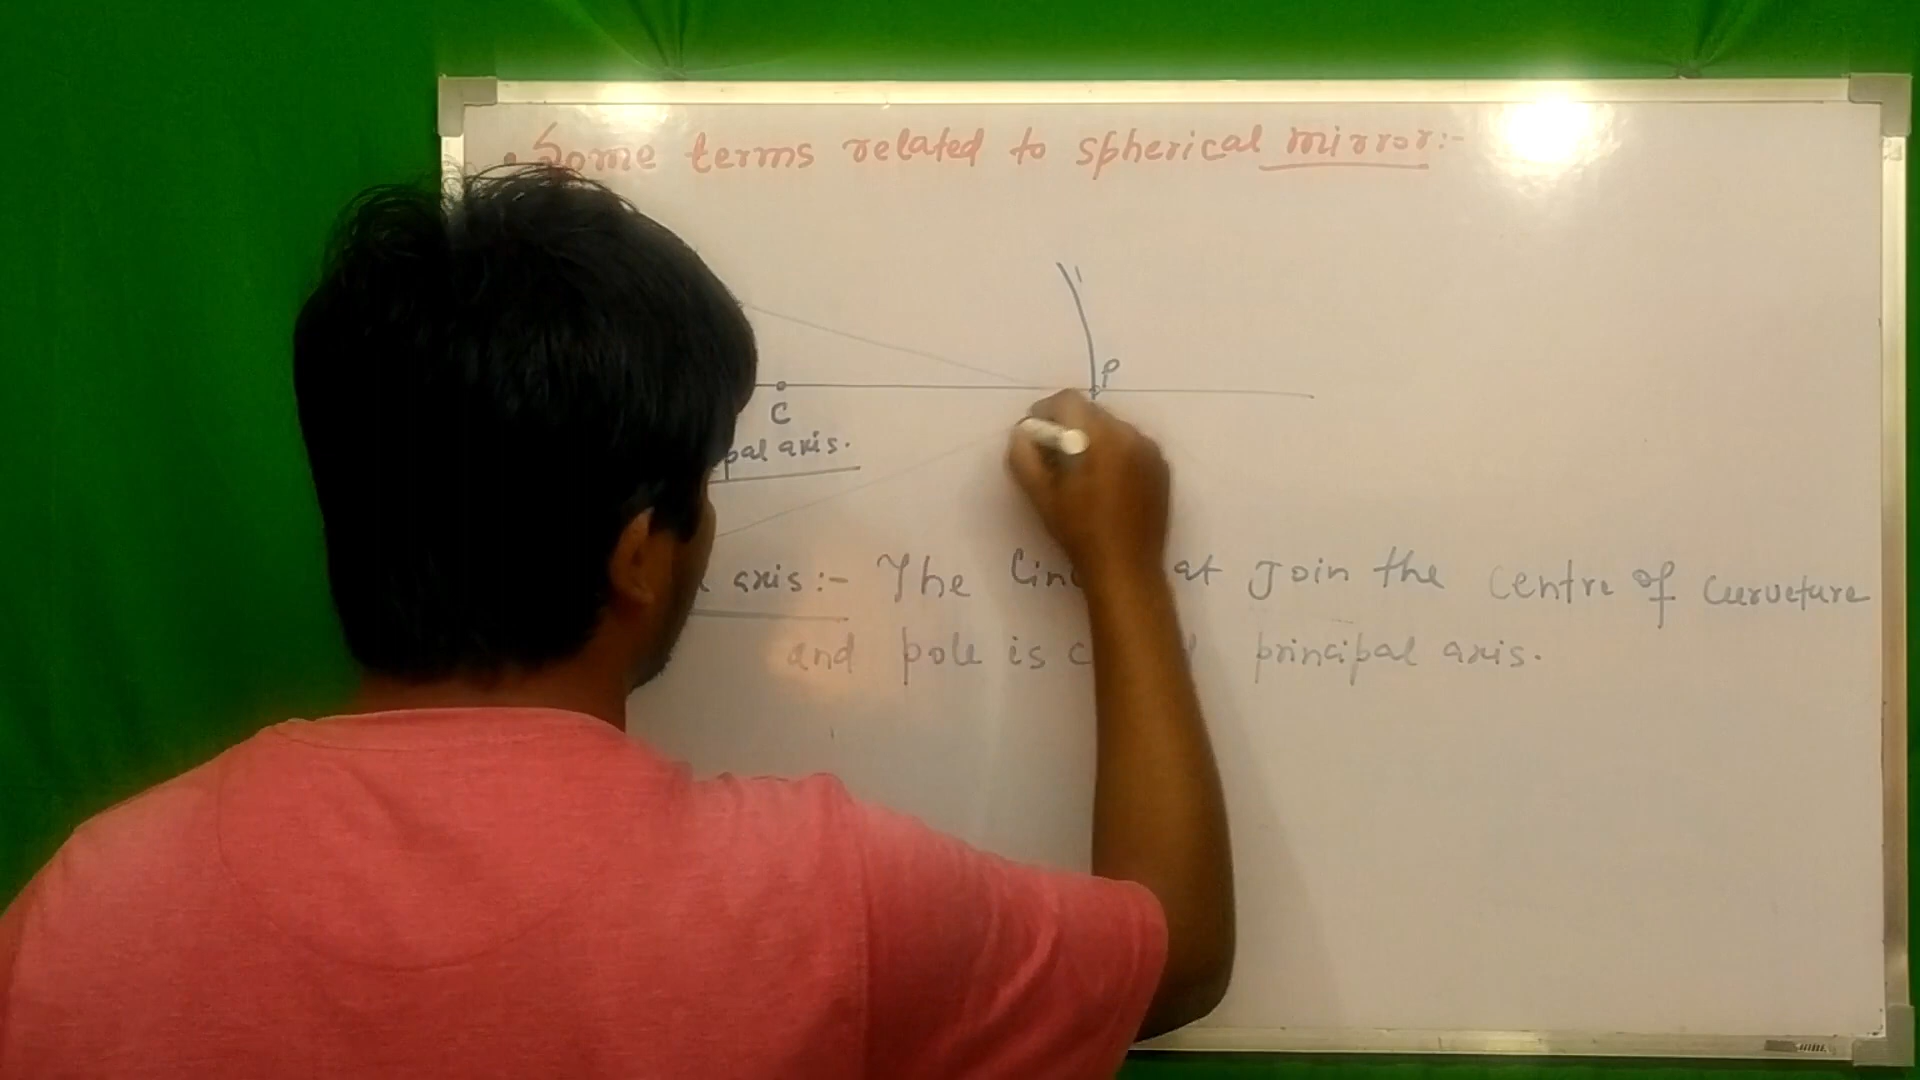 Some terms related to spherical mirror:-
P
C
pal axis.
axis:- The Line at Join the centre of curveture
and pole is principal axis.